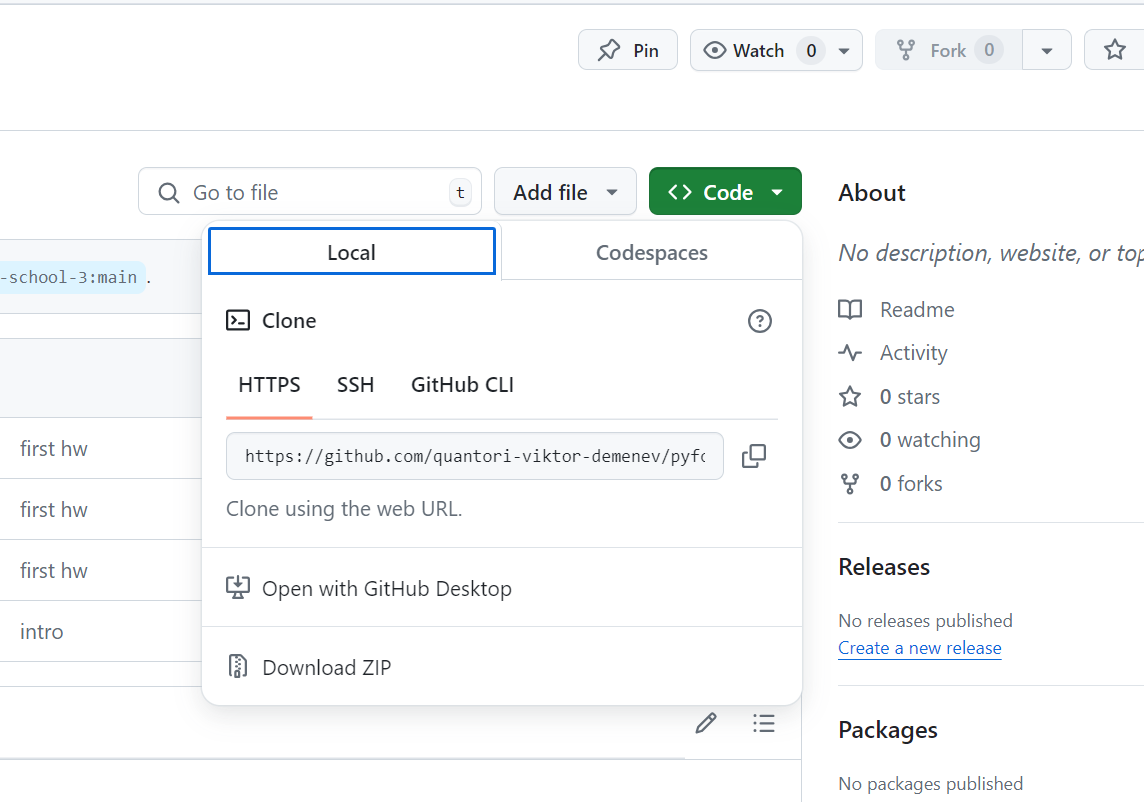 Pin
Watch 0
Fork 0
Go to file t
Add file
<> Code
Local
Codespaces
-school-3:main .
Clone
HTTPS SSH GitHub CLI
https://github.com/quantori-viktor-demenev/pyfo
Clone using the web URL.
Open with GitHub Desktop
Download ZIP
first hw
first hw
first hw
intro
About
No description, website, or top
Readme
Activity
0 stars
0 watching
0 forks
Releases
No releases published
Create a new release
Packages
No packages published